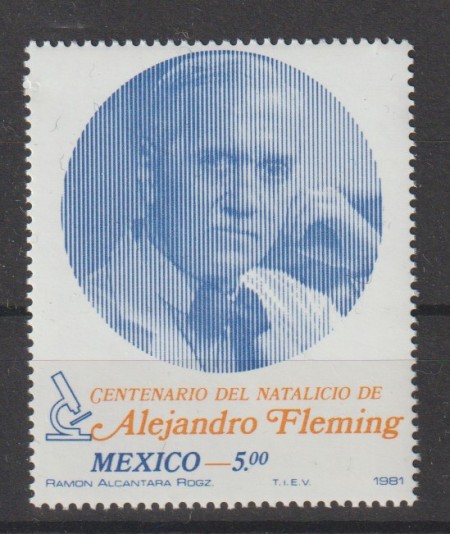 CENTENARIO DEL NATALICIO DE
Alejandro Fleming
MEXICO — 5.00
RAMON ALCANTARA ROGZ. T.I.E.V. 1981